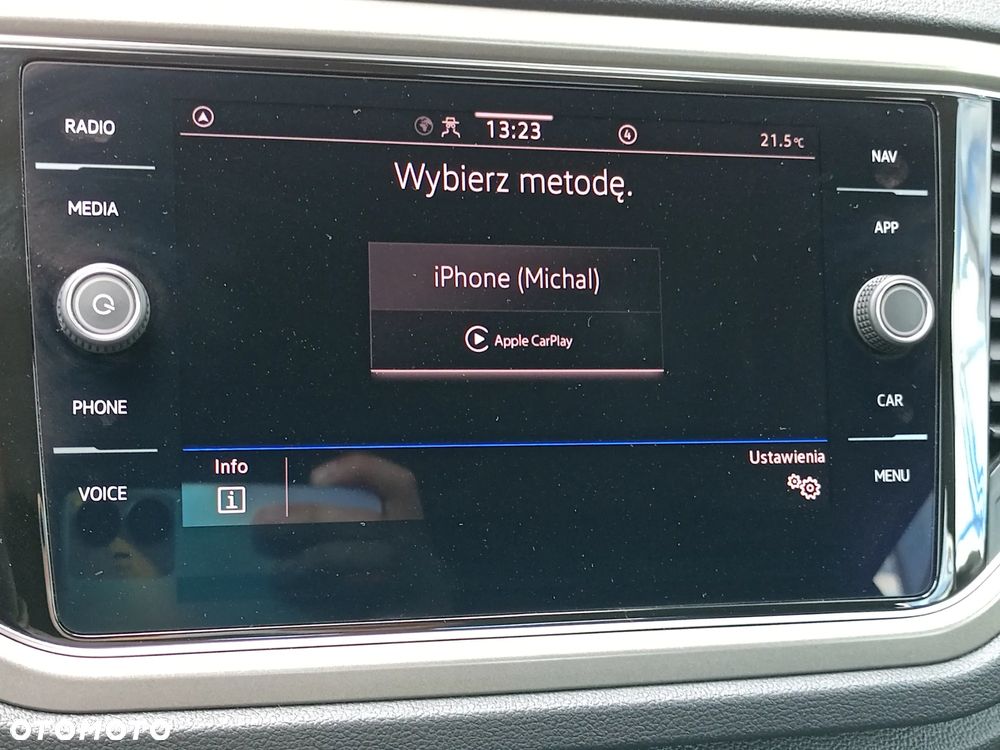 RADIO
MEDIA
PHONE
VOICE
13:23
4
21.5°C
Wybierz metodę.
iPhone (Michal)
Apple CarPlay
Info
i
Ustawienia
NAV
APP
CAR
MENU
OTOMOTO